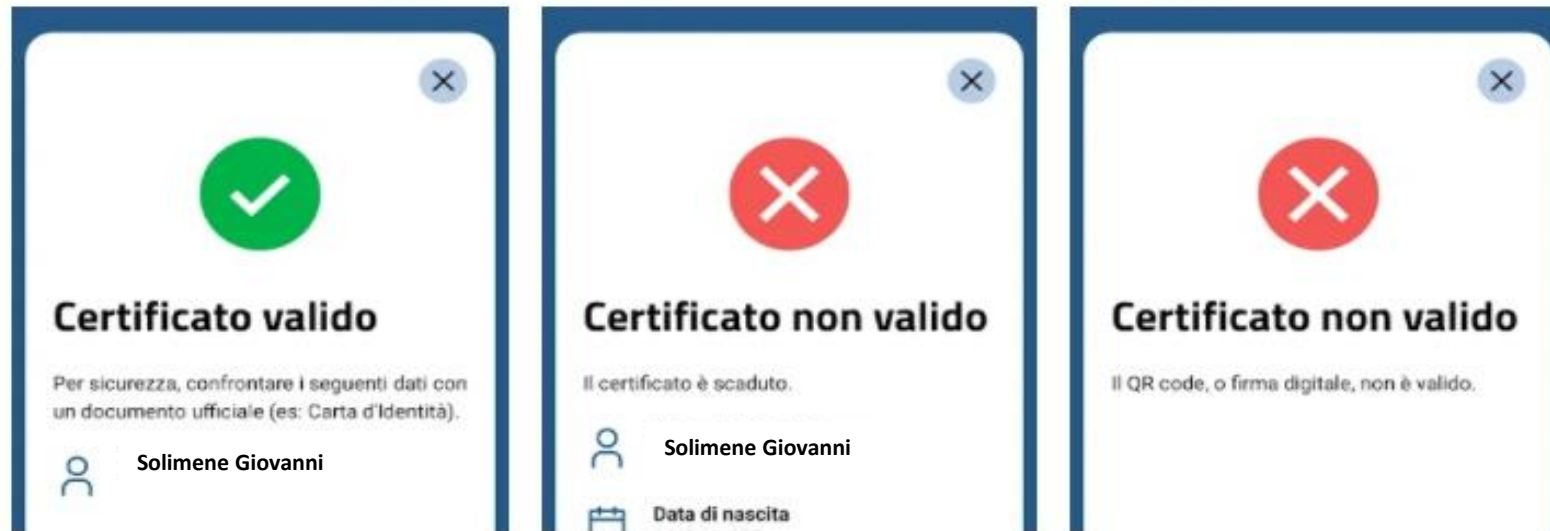 Certificato valido
Per sicurezza, confrontare i seguenti dati con
un documento ufficiale (es: Carta d'Identità).
Solimene Giovanni
Certificato non valido
Il certificato è scaduto.
Solimene Giovanni
Data di nascita
Certificato non valido
Il QR code, o firma digitale, non è valido.